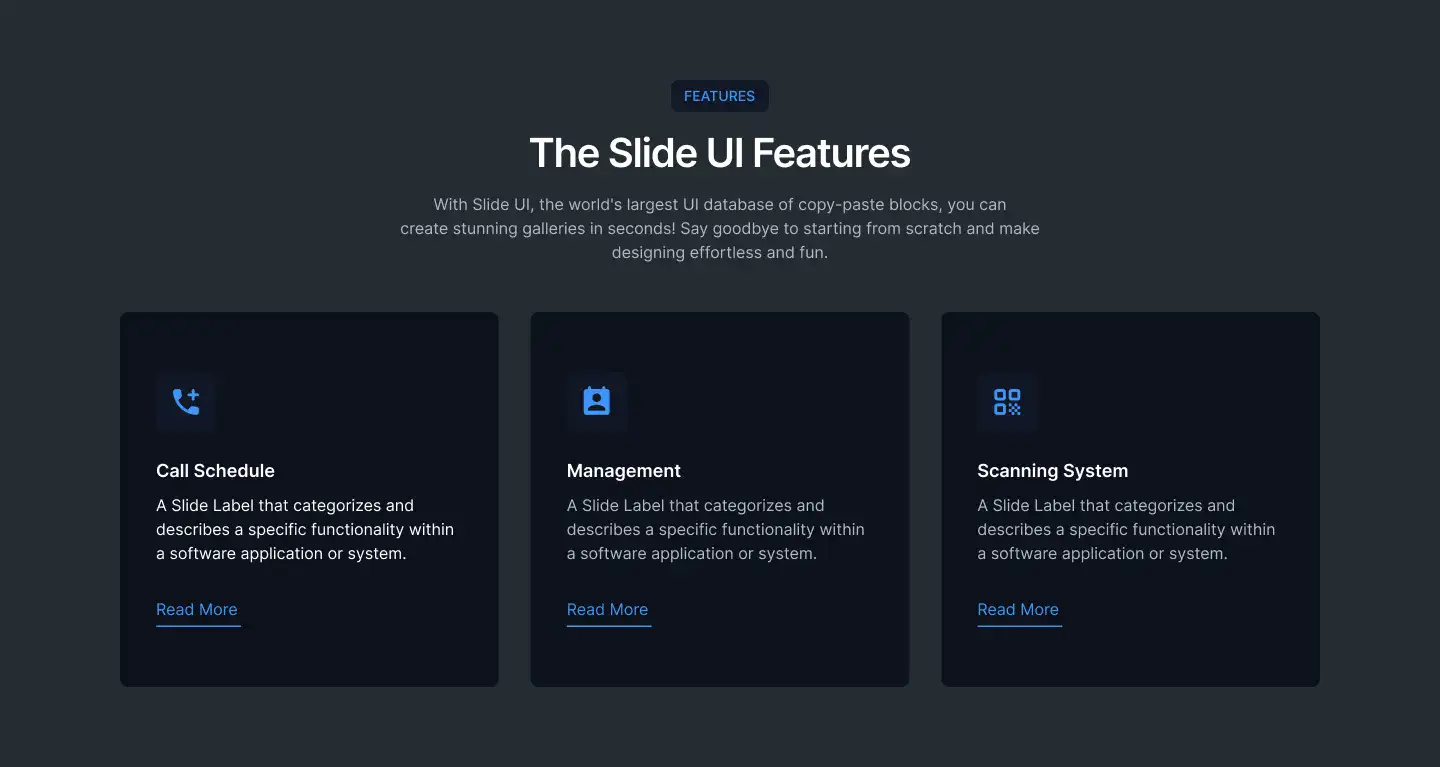 FEATURES
The Slide UI Features
With Slide UI, the world's largest UI database of copy-paste blocks, you can
create stunning galleries in seconds! Say goodbye to starting from scratch and make
designing effortless and fun.
Call Schedule
A Slide Label that categorizes and
describes a specific functionality within
a software application or system.
Read More
Management
A Slide Label that categorizes and
describes a specific functionality within
a software application or system.
Read More
Scanning System
A Slide Label that categorizes and
describes a specific functionality within
a software application or system.
Read More